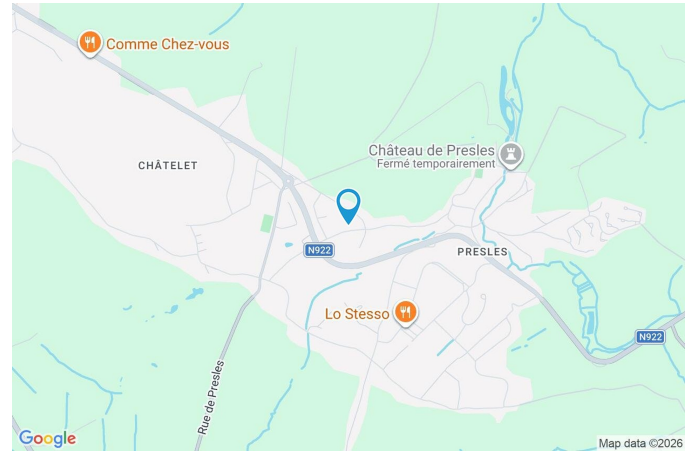 Comme Chez-vous
CHÂTELET
Château de Presles
Fermé temporairement
N922
PRESLES
Lo Stesso
N922
Rue de Presles
Google
Map data ©2026